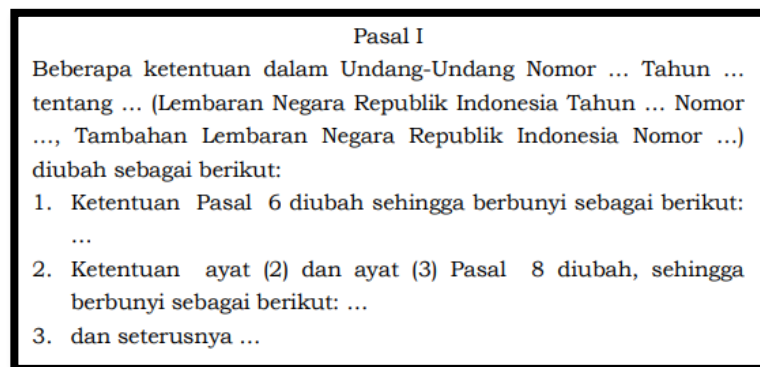 Pasal I
Beberapa ketentuan dalam Undang-Undang Nomor ... Tahun ...
tentang ... (Lembaran Negara Republik Indonesia Tahun ... Nomor
..., Tambahan Lembaran Negara Republik Indonesia Nomor ...)
diubah sebagai berikut:
1. Ketentuan Pasal 6 diubah sehingga berbunyi sebagai berikut:
...
2. Ketentuan ayat (2) dan ayat (3) Pasal 8 diubah, sehingga
berbunyi sebagai berikut: ...
3. dan seterusnya ...